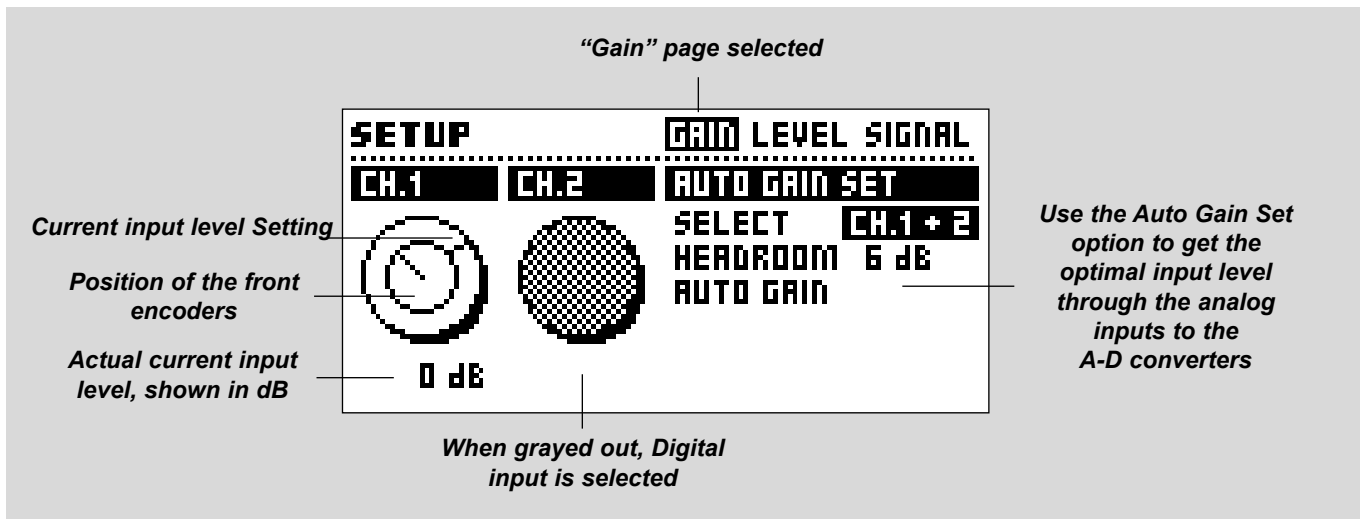 “Gain” page selected
SETUP GAIN LEVEL SIGNAL
CH.1 CH.2 AUTO GAIN SET
SELECT CH.1 + 2
HEADROOM 6 dB
AUTO GAIN
0 dB
Current input level Setting
Position of the front
encoders
Actual current input
level, shown in dB
When grayed out, Digital
input is selected
Use the Auto Gain Set
option to get the
optimal input level
through the analog
inputs to the
A-D converters